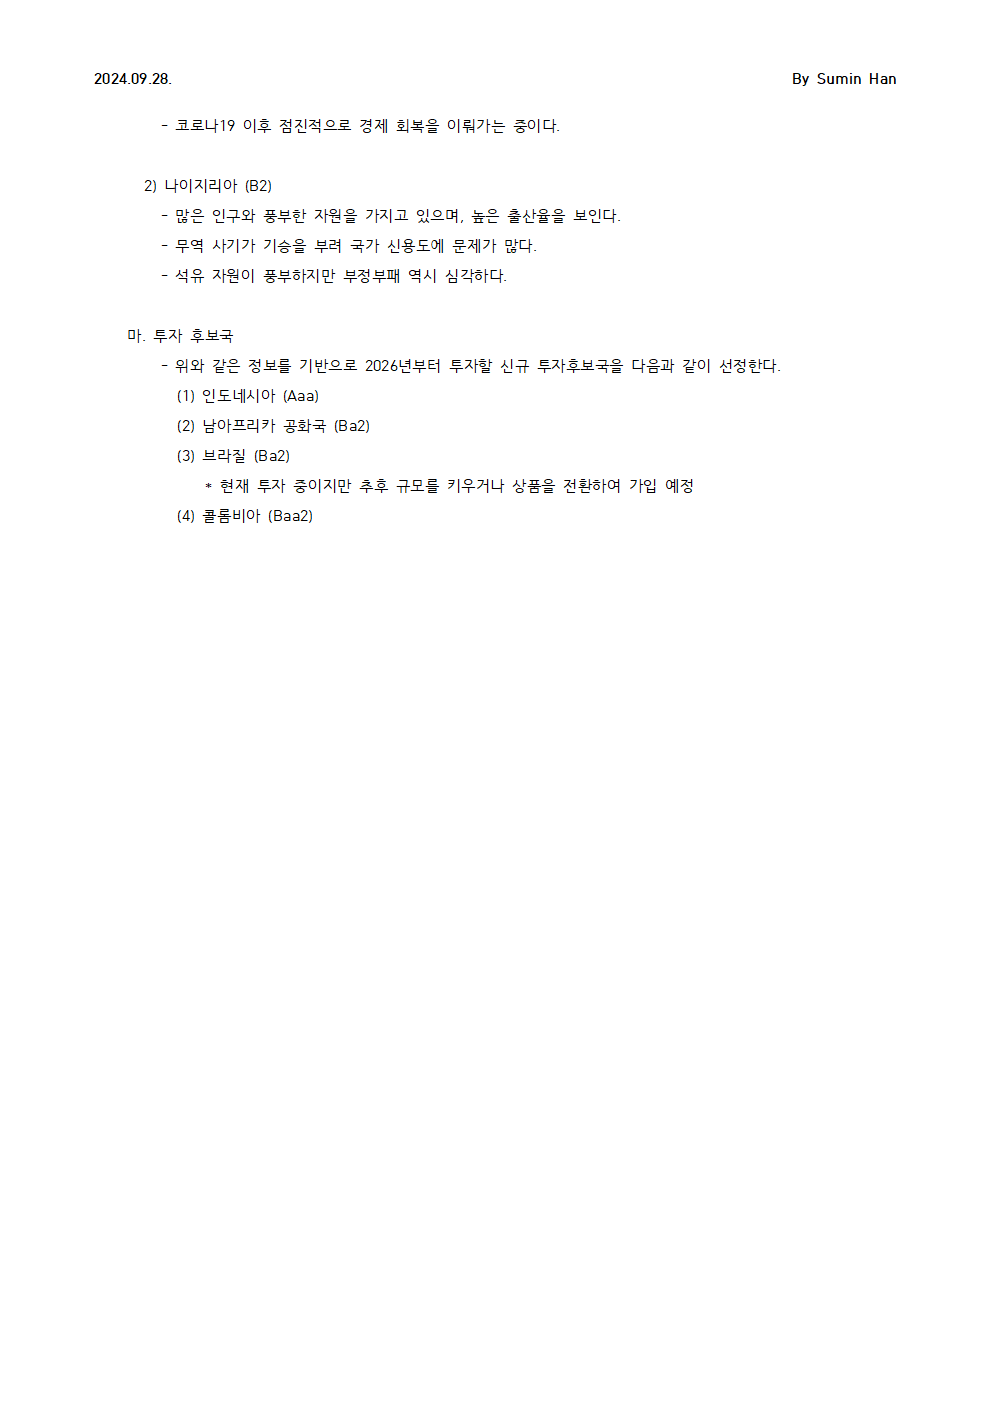 2024.09.28. By Sumin Han
- 코로나19 이후 점진적으로 경제 회복을 이뤄가는 중이다.
2) 나이지리아 (B2)
- 많은 인구와 풍부한 자원을 가지고 있으며, 높은 출산율을 보인다.
- 무역 사기가 기승을 부려 국가 신용도에 문제가 많다.
- 석유 자원이 풍부하지만 부정부패 역시 심각하다.
마. 투자 후보국
- 위와 같은 정보를 기반으로 2026년부터 투자할 신규 투자후보국을 다음과 같이 선정한다.
(1) 인도네시아 (Aaa)
(2) 남아프리카 공화국 (Ba2)
(3) 브라질 (Ba2)
* 현재 투자 중이지만 추후 규모를 키우거나 상품을 전환하여 가입 예정
(4) 콜롬비아 (Baa2)